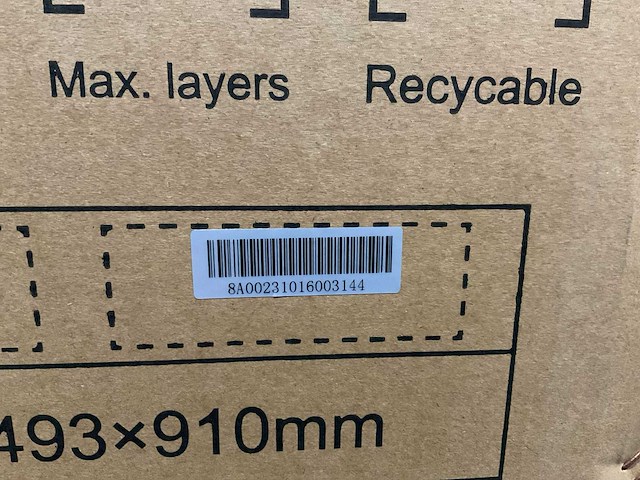 Max. layers
Recycable
8A00231016003144
493×910mm